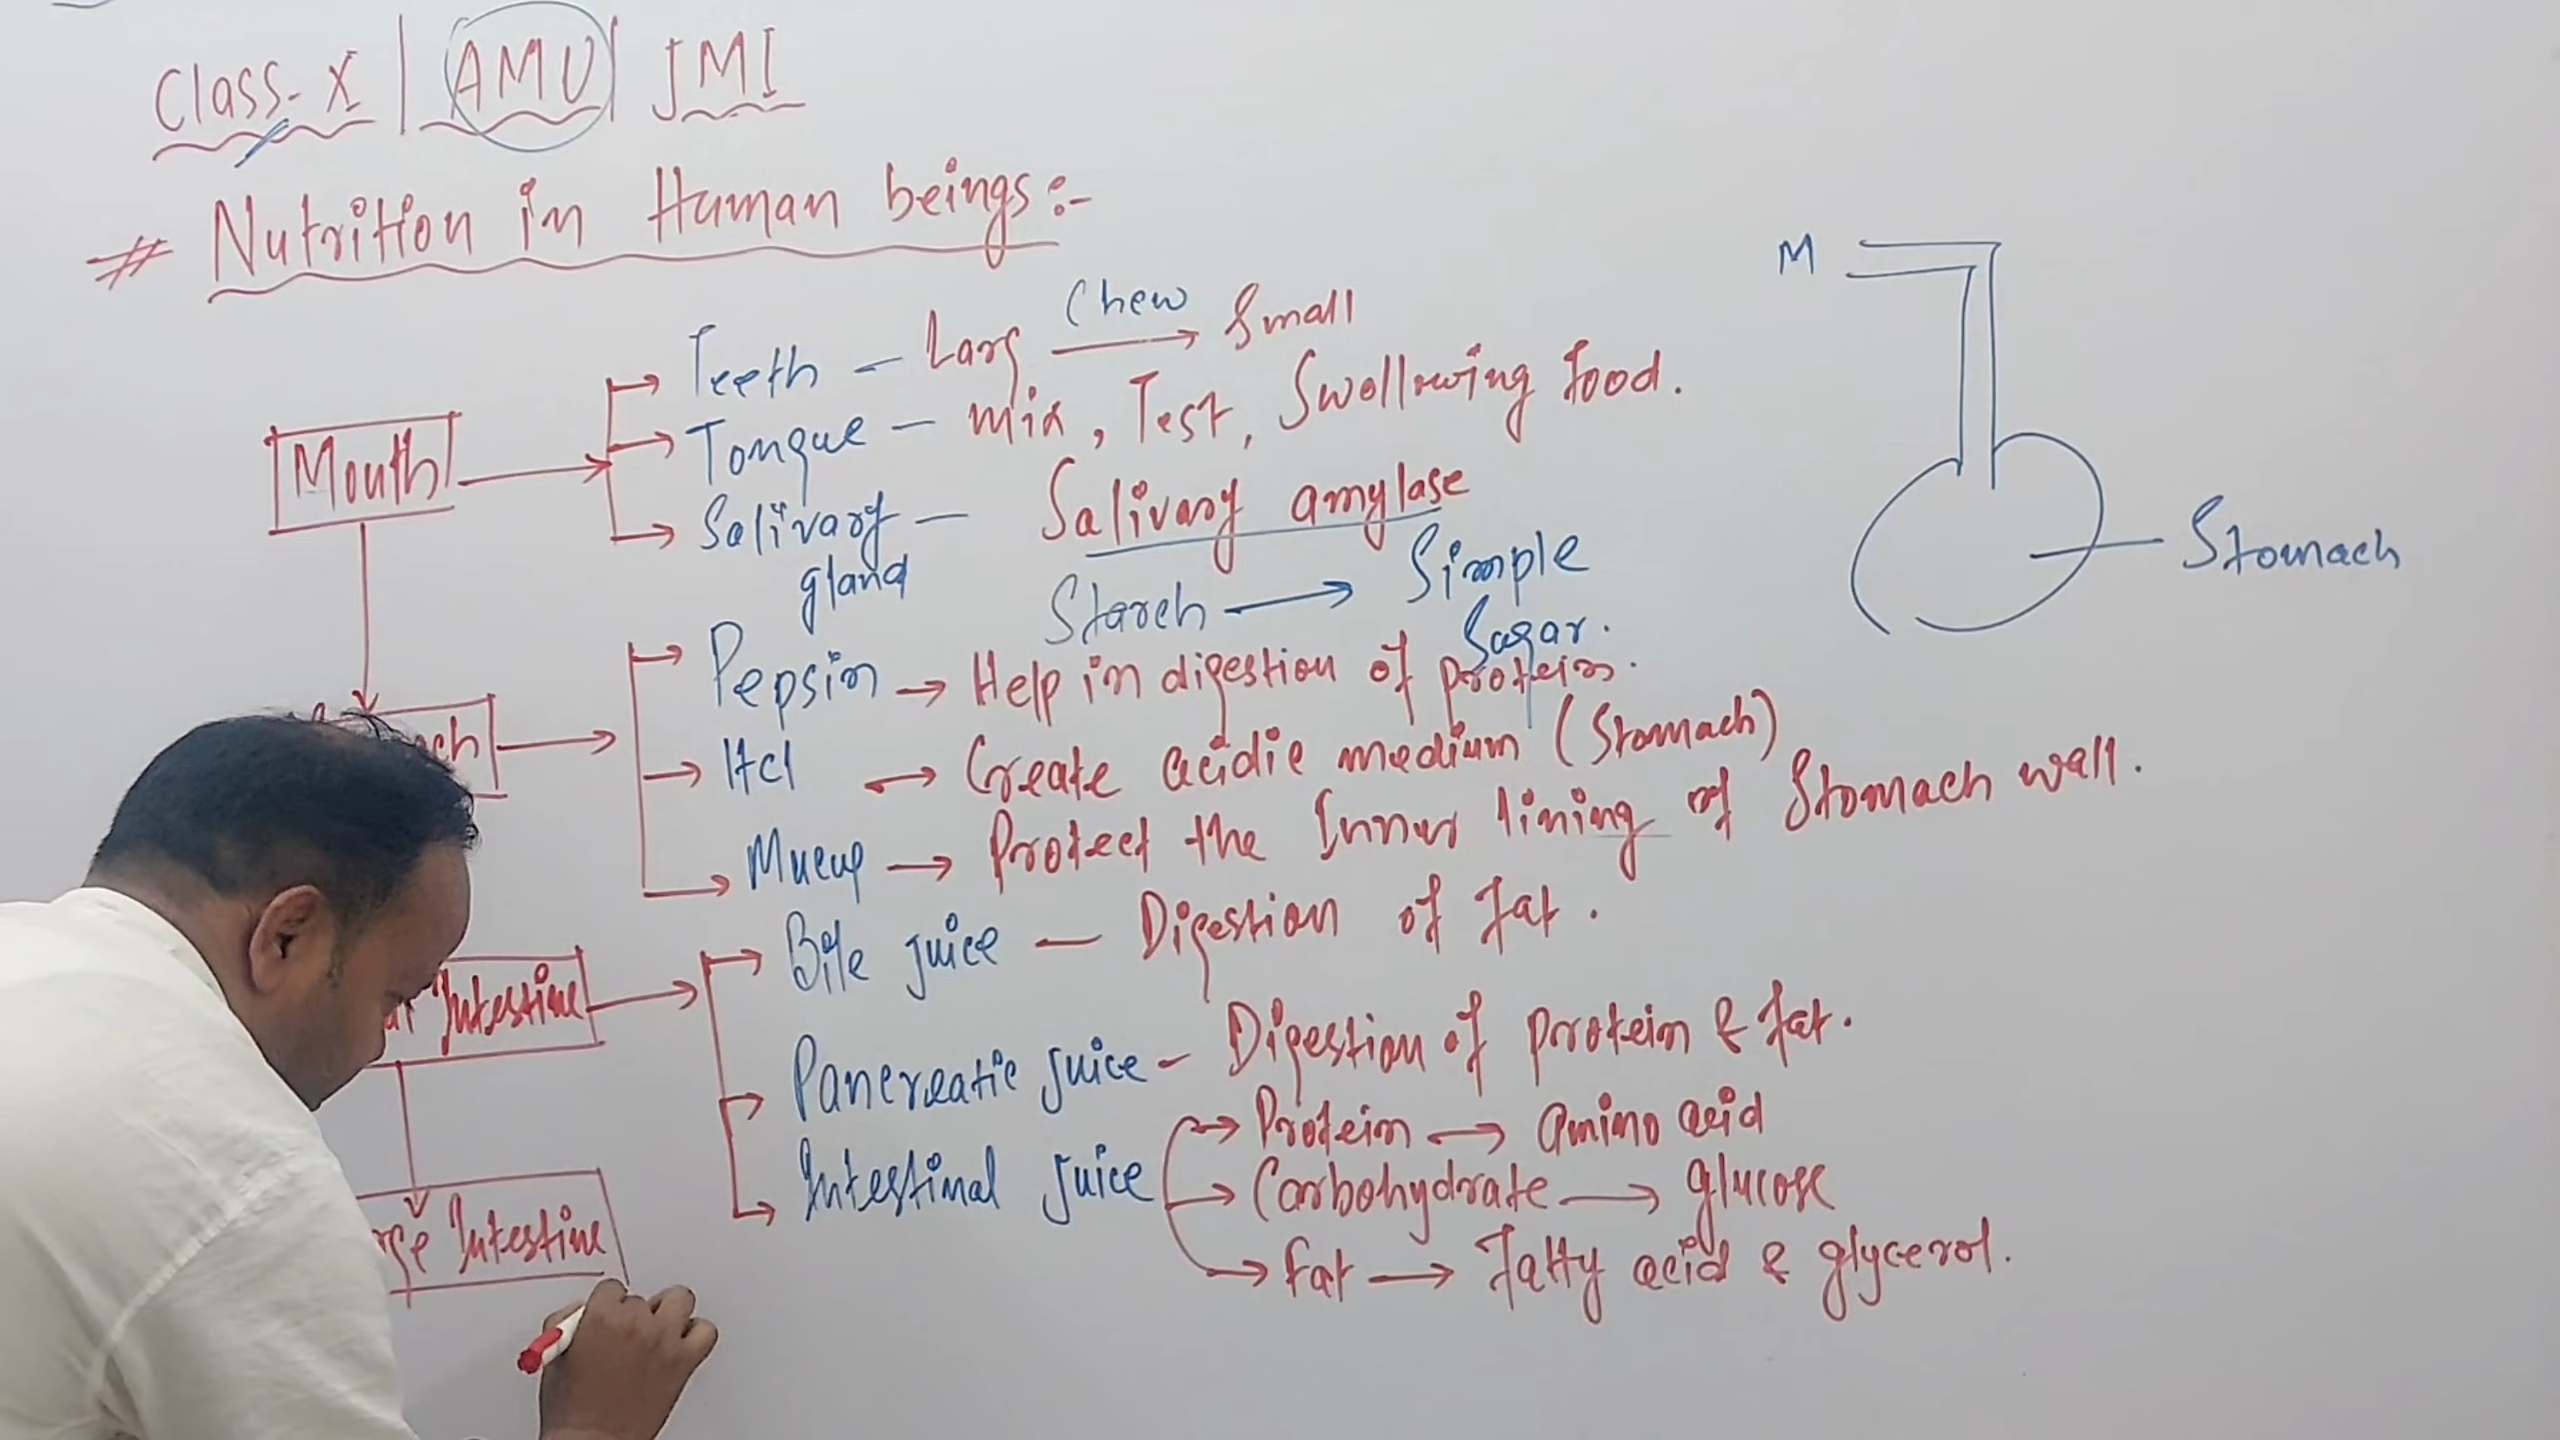 Class-X | AMU | JMI
# Nutrition in Human beings:-
Mouth
Teeth - Larg Chew → Small
Tongue - mix, Test, Swollowing food.
Salivary gland - Salivary amylase
Starch → Simple Sugar.
Pepsin → Help in digestion of proteins.
Hcl → Create acidic medium (Stomach)
Mucus → Protect the Inner lining of Stomach wall.
Intestine
Bile juice - Digestion of fat.
Pancreatic juice - Digestion of protein & fat.
Intestinal juice
Protein → amino acid
Carbohydrate → glucose
fat → fatty acid & glycerol.
Intestine
M
Stomach